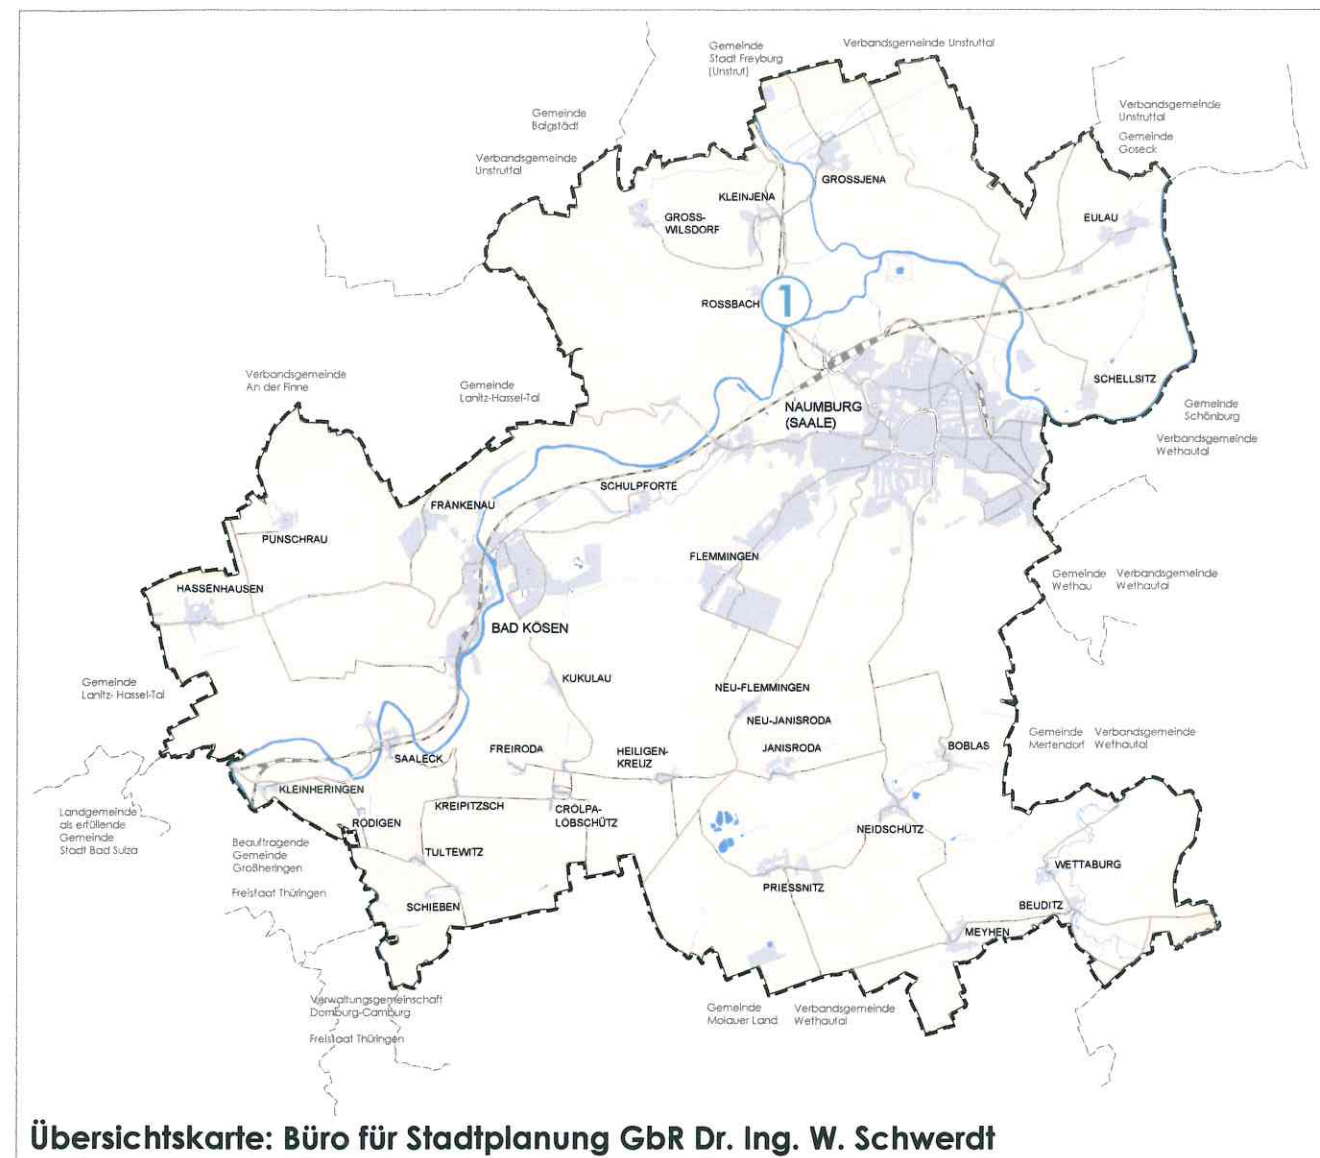 Gemeinde
Stadt Freyburg
(Unstrut)
Verbandsgemeinde Unstruttal
Gemeinde
Balgstädt
Verbandsgemeinde
Unstruttal
Verbandsgemeinde
Unstruttal
Gemeinde
Goseck
GROSSJENA
KLEINJENA
GROSS-
WILSDORF
EULAU
ROSSBACH
1
SCHELLSITZ
Verbandsgemeinde
An der Finne
Gemeinde
Lanitz-Hassel-Tal
NAUMBURG
(SAALE)
Gemeinde
Schönburg
Verbandsgemeinde
Wethautal
SCHULPFORTE
FRÄNKENAU
PUNSCHRAU
FLEMMINGEN
HASSENHAUSEN
Gemeinde
Wethau
Verbandsgemeinde
Wethautal
BAD KÖSEN
Gemeinde
Lanitz- Hassel-Tal
KUKULAU
NEU-FLEMMINGEN
NEU-JANISRODA
JANISRODA
BOBLAS
Gemeinde
Mertendorf
Verbandsgemeinde
Wethautal
SAALECK
FREIRODA
HEILIGEN-
KREUZ
KLEINHERINGEN
KREIPITZSCH
CROLPA-
LOBSCHÜTZ
RODIGEN
NEIDSCHÜTZ
Landgemeinde
als erfüllende
Gemeinde
Stadt Bad Sulza
Beauftragende
Gemeinde
Großheringen
Freistaat Thüringen
TULTEWITZ
WETTABURG
PRIESSNITZ
SCHIEBEN
BEUDITZ
MEYHEN
Verwaltungsgemeinschaft
Dornburg-Camburg
Freistaat Thüringen
Gemeinde
Molauer Land
Verbandsgemeinde
Wethautal
Übersichtskarte: Büro für Stadtplanung GbR Dr. Ing. W. Schwerdt